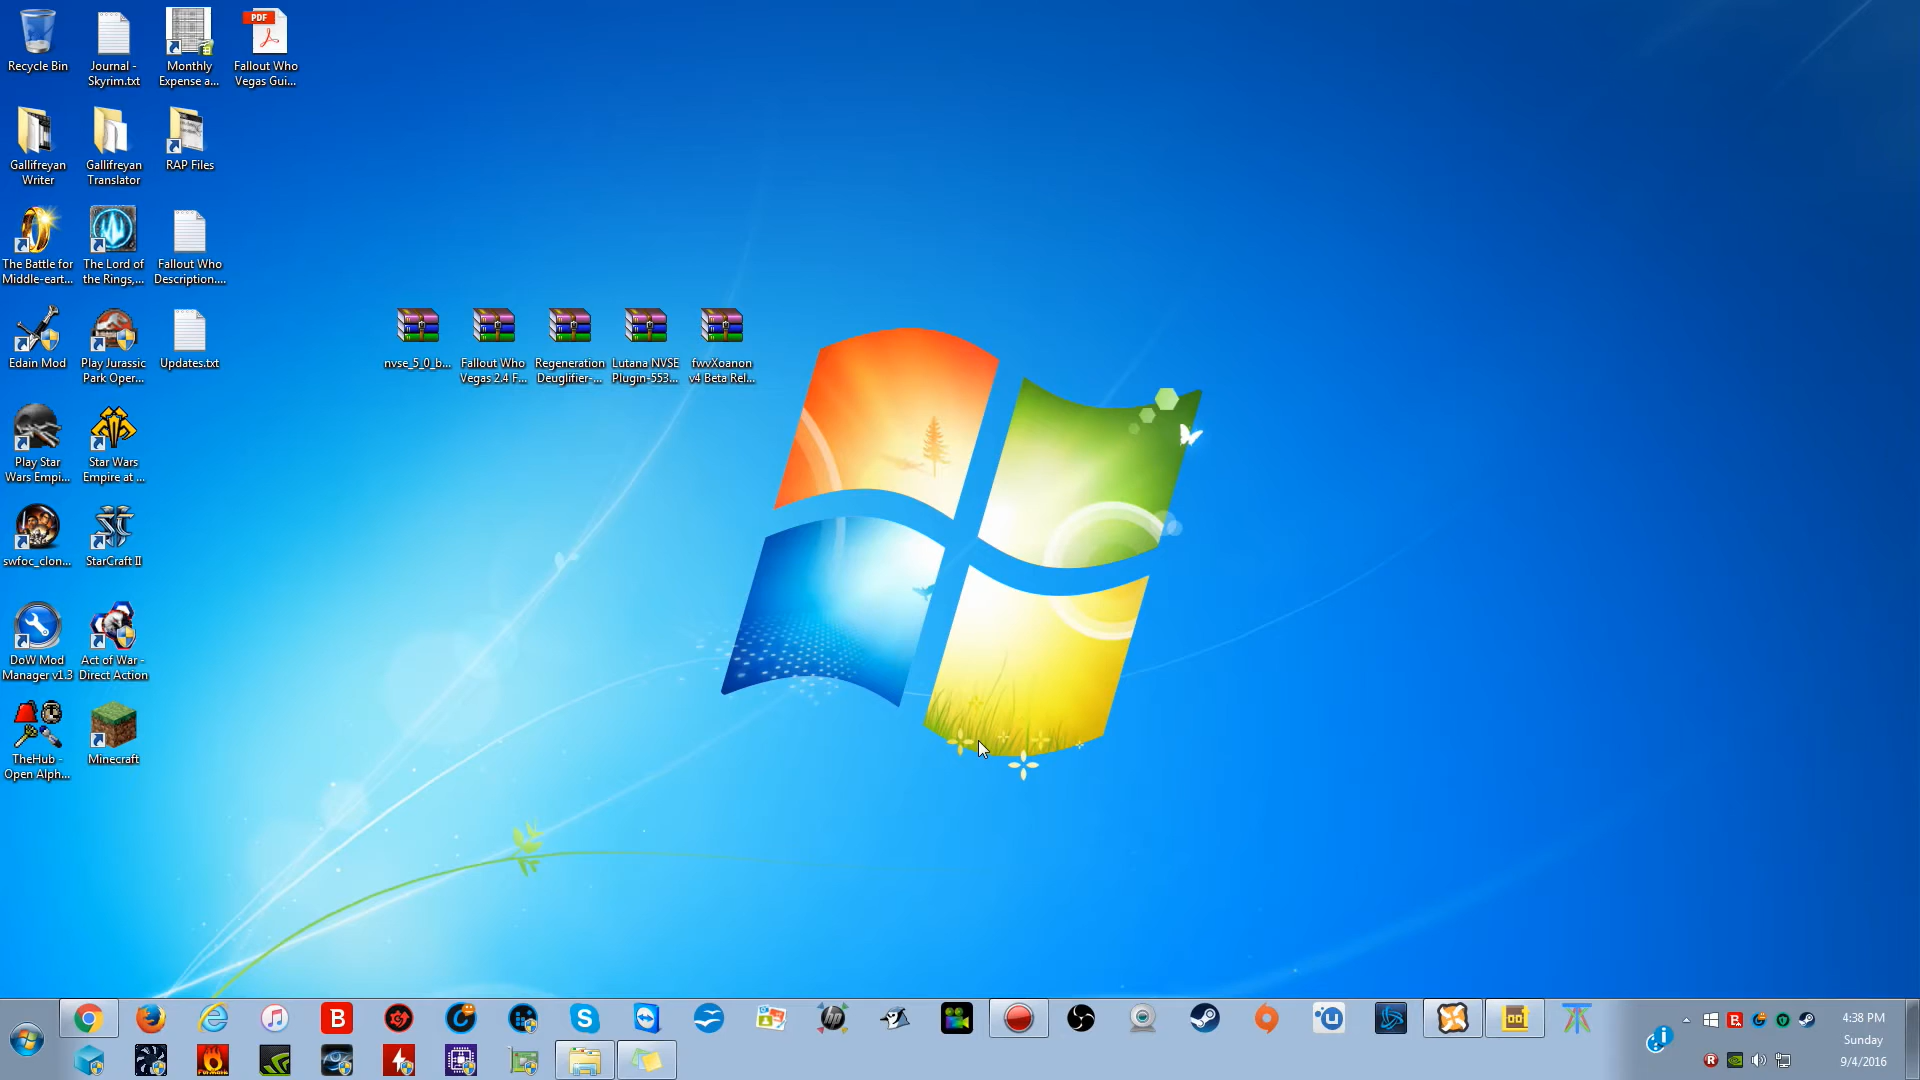 Recycle Bin
Journal -
Skyrim.txt
Monthly
Expense a...
PDF
Fallout Who
Vegas Gui...
Gallifreyan
Writer
Gallifreyan
Translator
RAP Files
The Battle for
Middle-eart...
The Lord of
the Rings,...
Fallout Who
Description....
Edain Mod
Play Jurassic
Park Oper...
Updates.txt
nvse_5_0_b...
Fallout Who
Vegas 2.4 F...
Regeneration
Deuglifier-...
Lutana NVSE
Plugin-553...
fwvXoanon
v4 Beta Rel...
Play Star
Wars Empi...
Star Wars
Empire at ...
swfoc_clon...
StarCraft II
DoW Mod
Manager v1.3
Act of War -
Direct Action
TheHub -
Open Alph...
Minecraft
4:38 PM
Sunday
9/4/2016